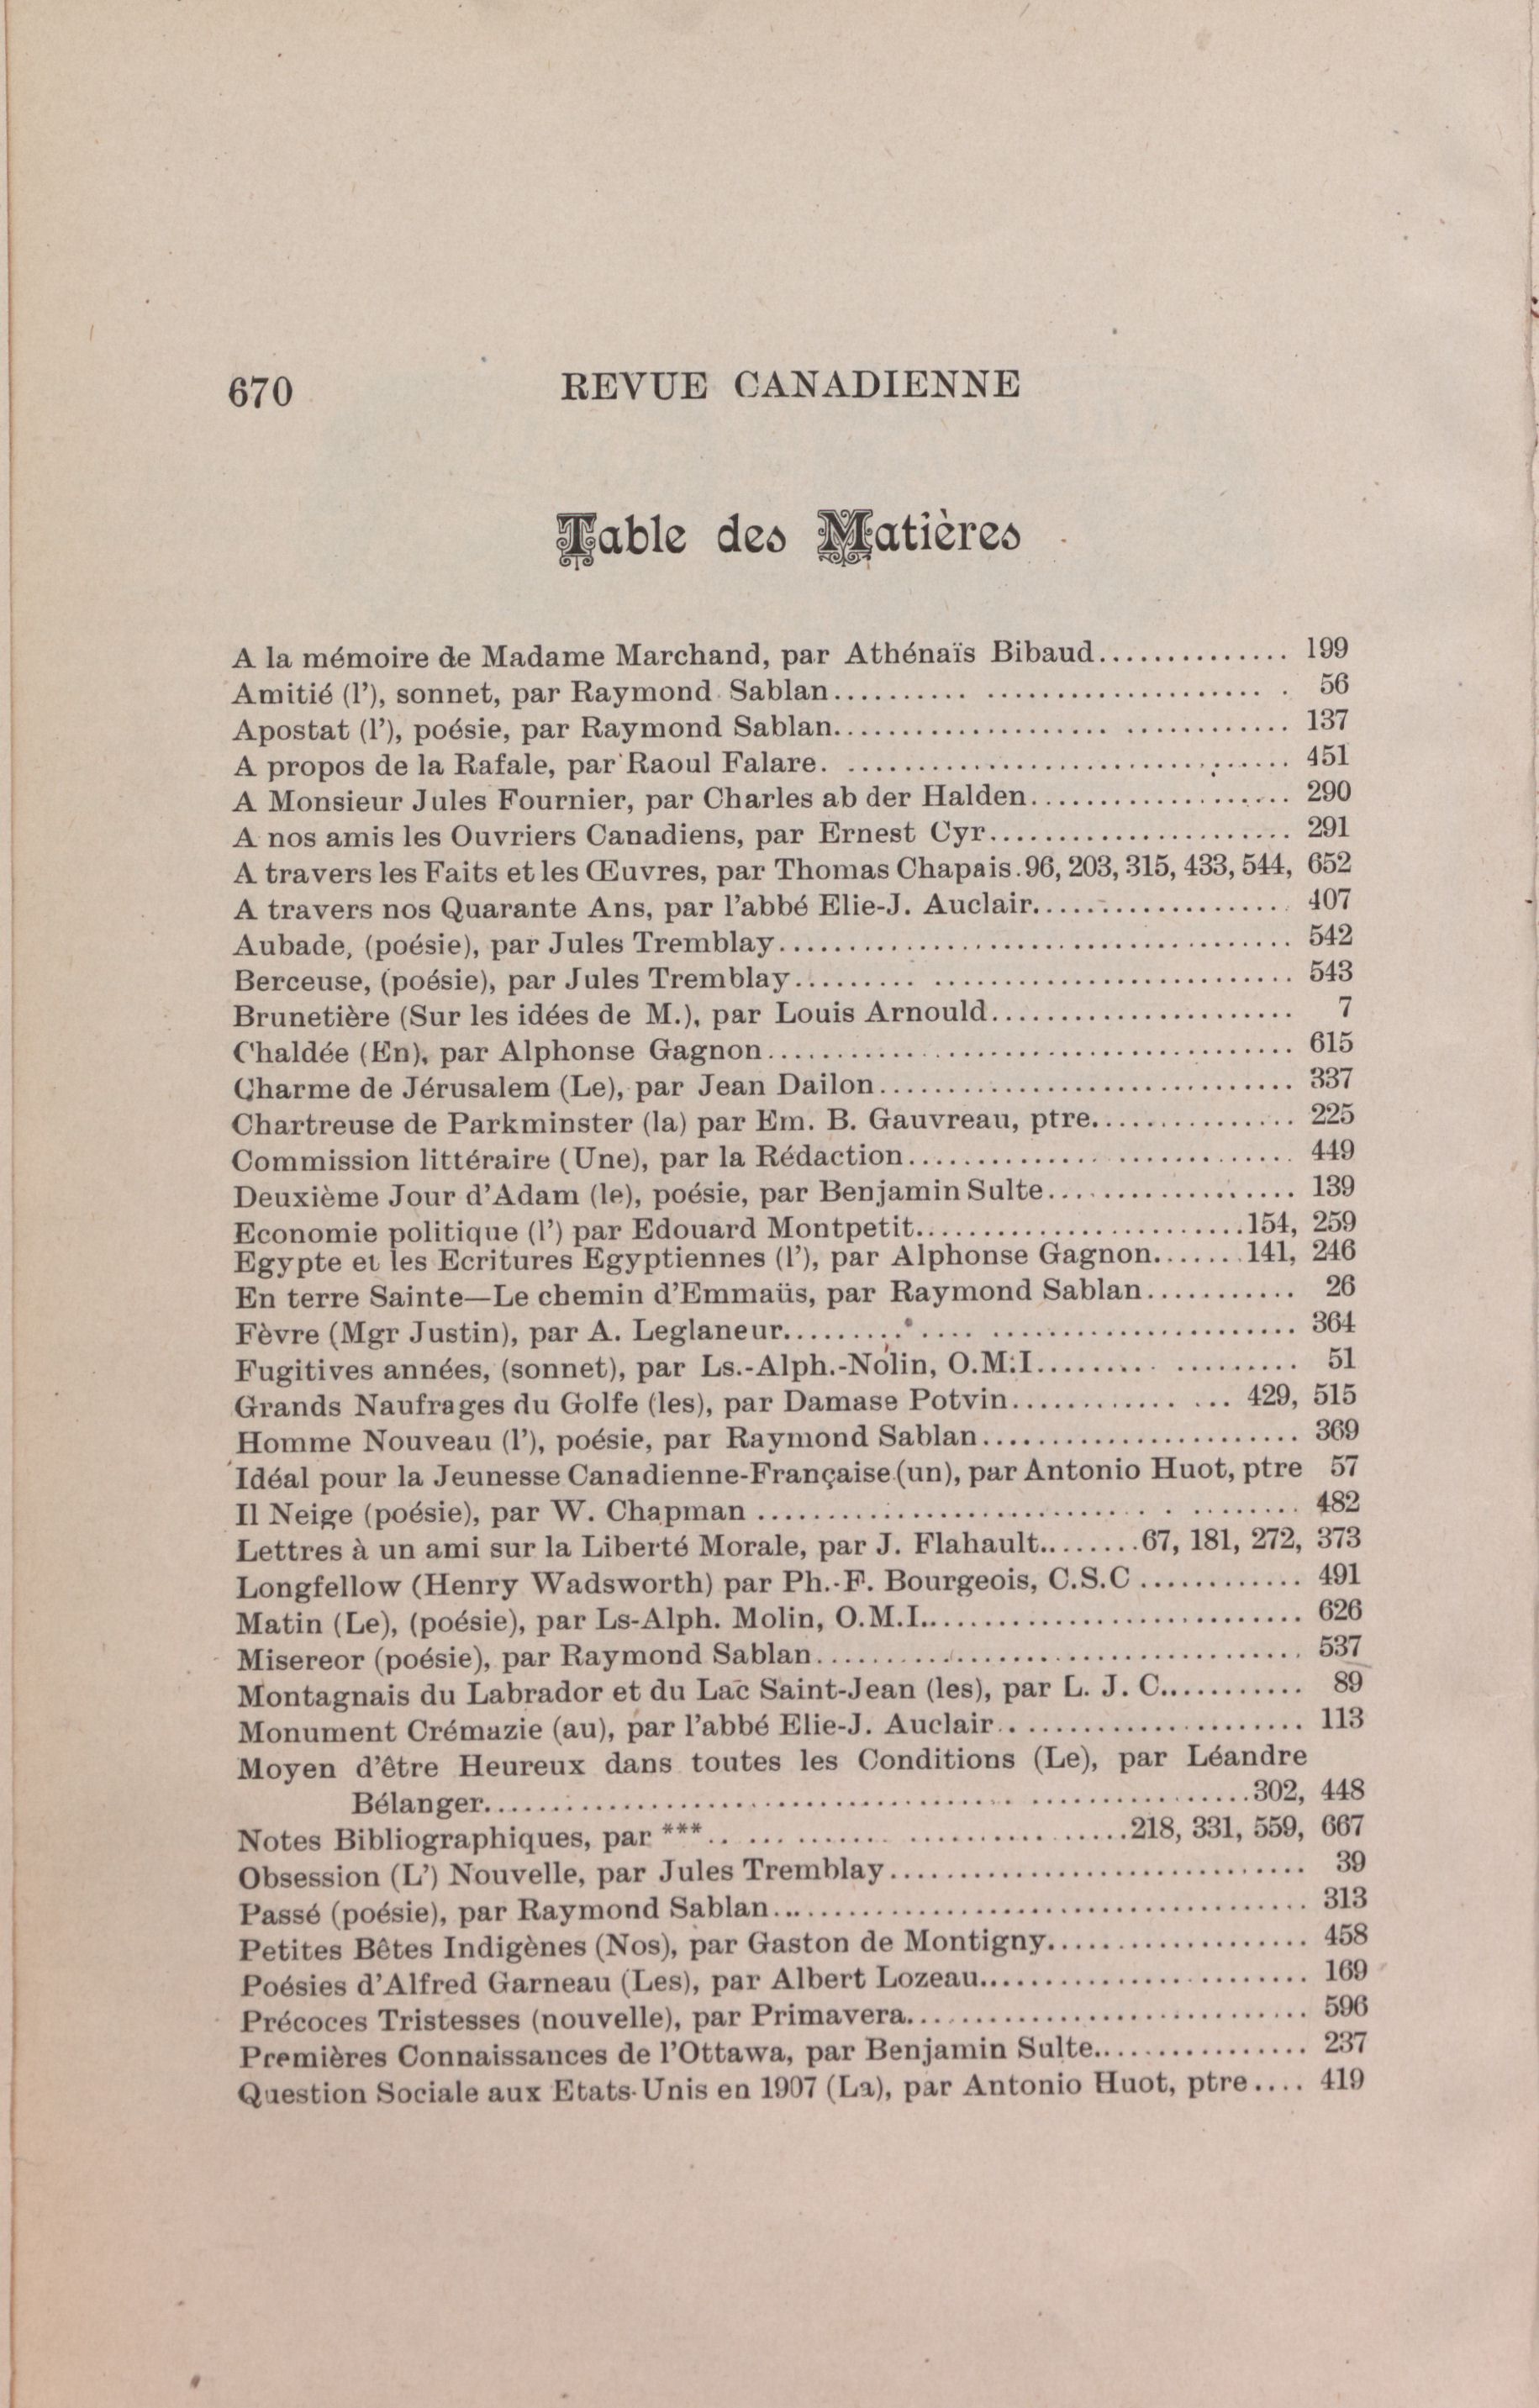 670
REVUE CANADIENNE
Table des Matières
A la mémoire de Madame Marchand, par Athénaïs Bibaud............... 199
Amitié (l’), sonnet, par Raymond Sablan.............................. 56
Apostat (l’), poésie, par Raymond Sablan.............................. 137
A propos de la Rafale, par Raoul Falare. .............................. 451
A Monsieur Jules Fournier, par Charles ab der Halden.................... 290
A nos amis les Ouvriers Canadiens, par Ernest Cyr...................... 291
A travers les Faits et les Œuvres, par Thomas Chapais. 96, 203, 315, 433, 544, 652
A travers nos Quarante Ans, par l’abbé Elie-J. Auclair................... 407
Aubade, (poésie), par Jules Tremblay.................................. 542
Berceuse, (poésie), par Jules Tremblay................................ 543
Brunetière (Sur les idées de M.), par Louis Arnould...................... 7
Chaldée (En), par Alphonse Gagnon.................................. 615
Charme de Jérusalem (Le), par Jean Dailon............................. 337
Chartreuse de Parkminster (la) par Em. B. Gauvreau, ptre................ 225
Commission littéraire (Une), par la Rédaction........................... 449
Deuxième Jour d’Adam (le), poésie, par Benjamin Sulte.................. 139
Economie politique (l’) par Edouard Montpetit........................154, 259
Egypte et les Ecritures Egyptiennes (l’), par Alphonse Gagnon.......141, 246
En terre Sainte—Le chemin d’Emmaüs, par Raymond Sablan........... 26
Fèvre (Mgr Justin), par A. Leglaneur................................. 364
Fugitives années, (sonnet), par Ls.-Alph.-Nolin, O.M.I.................. 51
Grands Naufrages du Golfe (les), par Damase Potvin............... 429, 515
Homme Nouveau (l’), poésie, par Raymond Sablan....................... 369
Idéal pour la Jeunesse Canadienne-Française (un), par Antonio Huot, ptre 57
Il Neige (poésie), par W. Chapman .................................. 482
Lettres à un ami sur la Liberté Morale, par J. Flahault........67, 181, 272, 373
Longfellow (Henry Wadsworth) par Ph.-F. Bourgeois, C.S.C ............ 491
Matin (Le), (poésie), par Ls-Alph. Molin, O.M.I......................... 626
Misereor (poésie), par Raymond Sablan............................... 537
Montagnais du Labrador et du Lac Saint-Jean (les), par L. J. C........... 89
Monument Crémazie (au), par l’abbé Elie-J. Auclair...................... 113
Moyen d’être Heureux dans toutes les Conditions (Le), par Léandre
Bélanger..................................................302, 448
Notes Bibliographiques, par ***..............................218, 331, 559, 667
Obsession (L’) Nouvelle, par Jules Tremblay............................ 39
Passé (poésie), par Raymond Sablan.................................. 313
Petites Bêtes Indigènes (Nos), par Gaston de Montigny................... 458
Poésies d’Alfred Garneau (Les), par Albert Lozeau....................... 169
Précoces Tristesses (nouvelle), par Primavera........................... 596
Premières Connaissances de l’Ottawa, par Benjamin Sulte................ 237
Question Sociale aux Etats-Unis en 1907 (La), par Antonio Huot, ptre.... 419